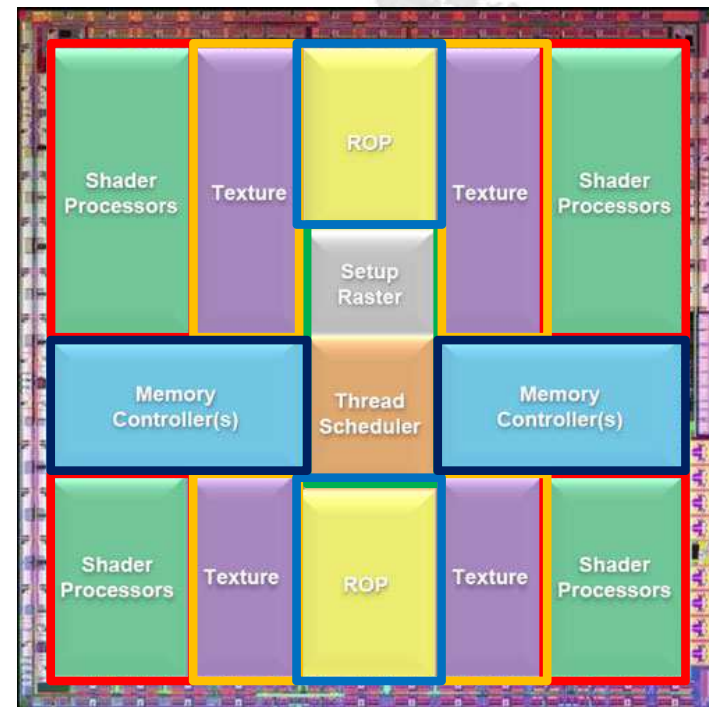 ROP
Shader
Processors
Texture
Texture
Shader
Processors
Setup
Raster
Memory
Controller(s)
Thread
Scheduler
Memory
Controller(s)
Shader
Processors
Texture
ROP
Texture
Shader
Processors